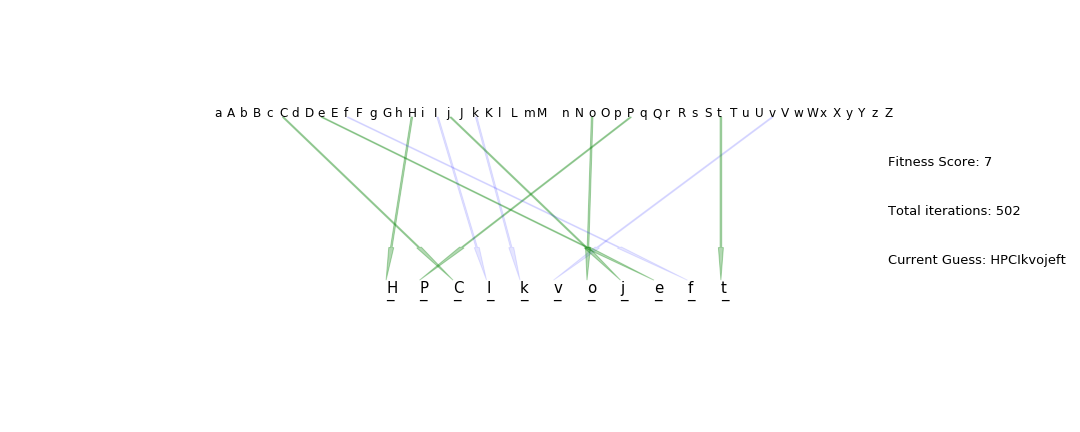 a A b B c C d D e E f F g G h H i I j J k K l L m M n N o O p P q Q r R s S t T u U v V w W x X y Y z Z
Fitness Score: 7
Total iterations: 502
Current Guess: HPCIkvojeft
H P C I k v o j e f t